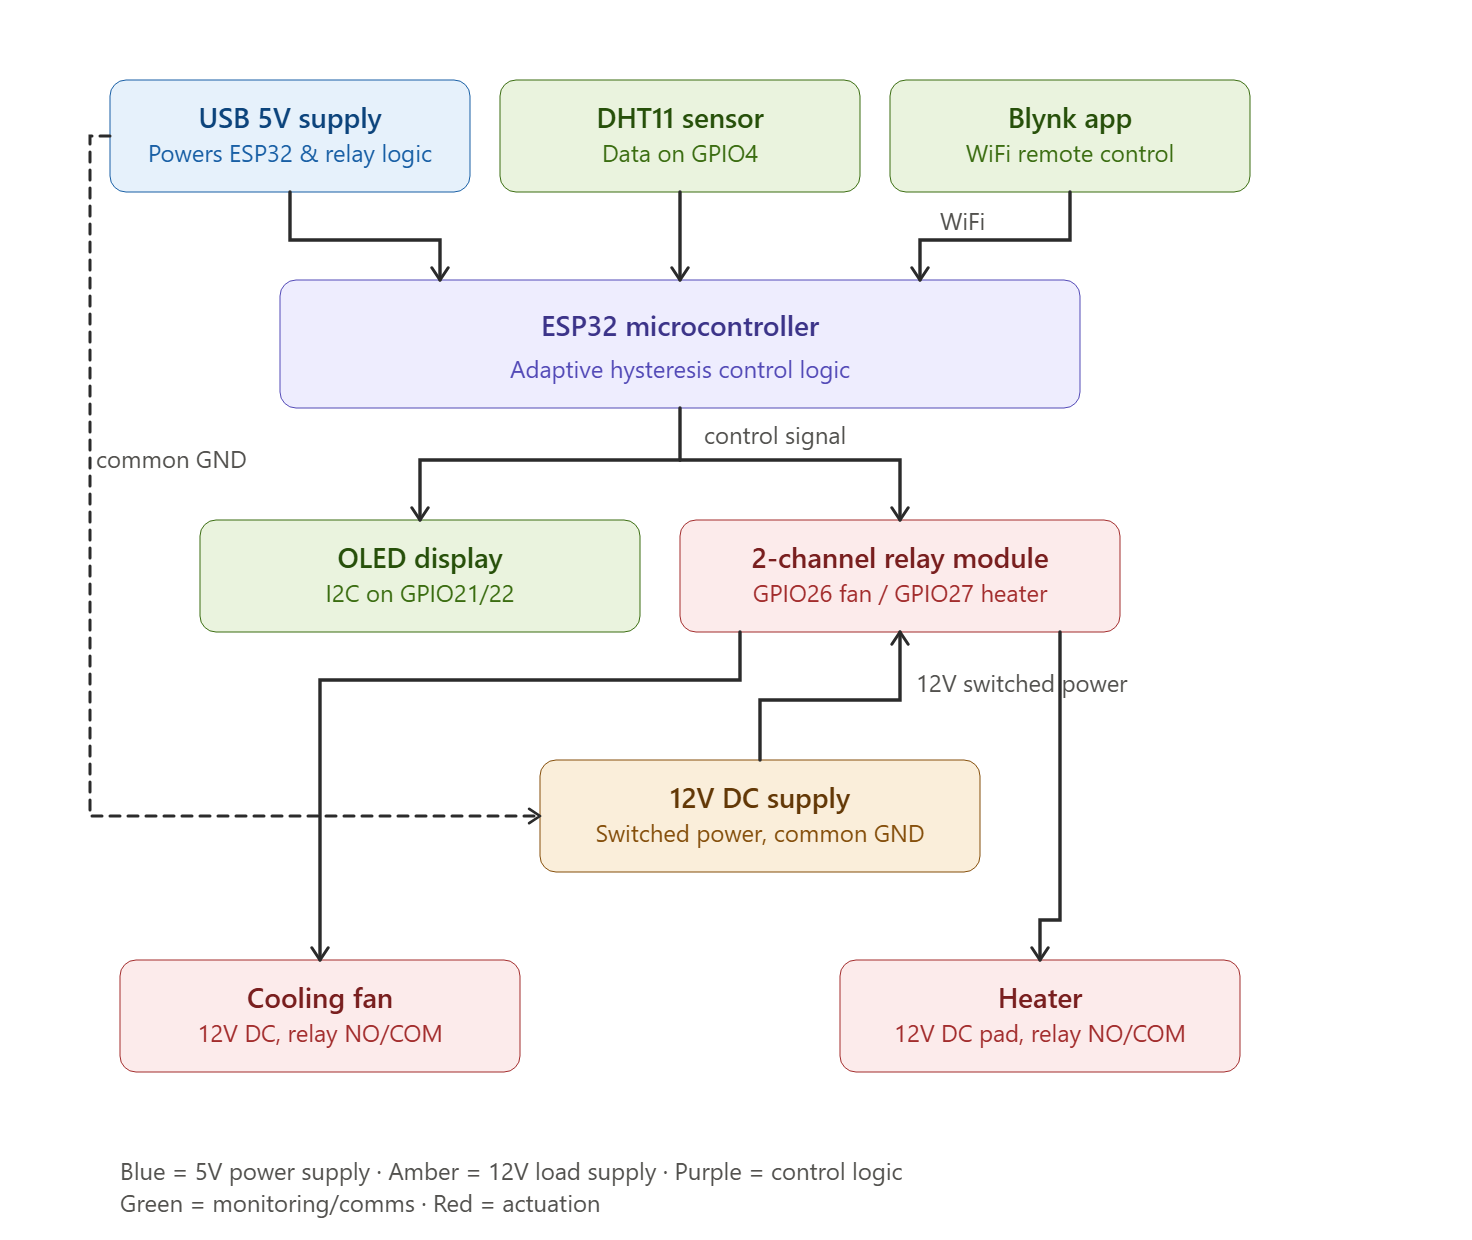 USB 5V supply
Powers ESP32 & relay logic
DHT11 sensor
Data on GPIO4
Blynk app
WiFi remote control
WiFi
ESP32 microcontroller
Adaptive hysteresis control logic
control signal
common GND
OLED display
I2C on GPIO21/22
2-channel relay module
GPIO26 fan / GPIO27 heater
12V switched power
12V DC supply
Switched power, common GND
Cooling fan
12V DC, relay NO/COM
Heater
12V DC pad, relay NO/COM
Blue = 5V power supply · Amber = 12V load supply · Purple = control logic
Green = monitoring/comms · Red = actuation